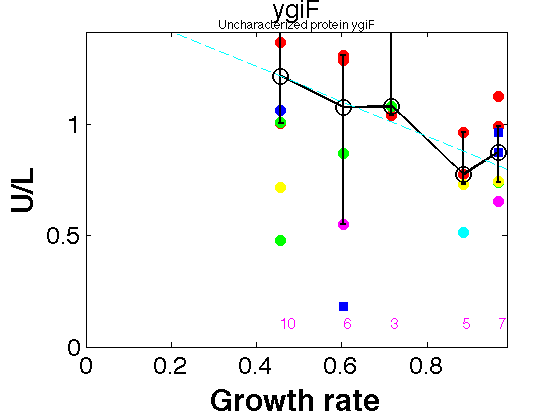 ygiF
Uncharacterized protein ygiF
U/L
1
0.5
0
10 6 3 5 7
0 0.2 0.4 0.6 0.8
Growth rate